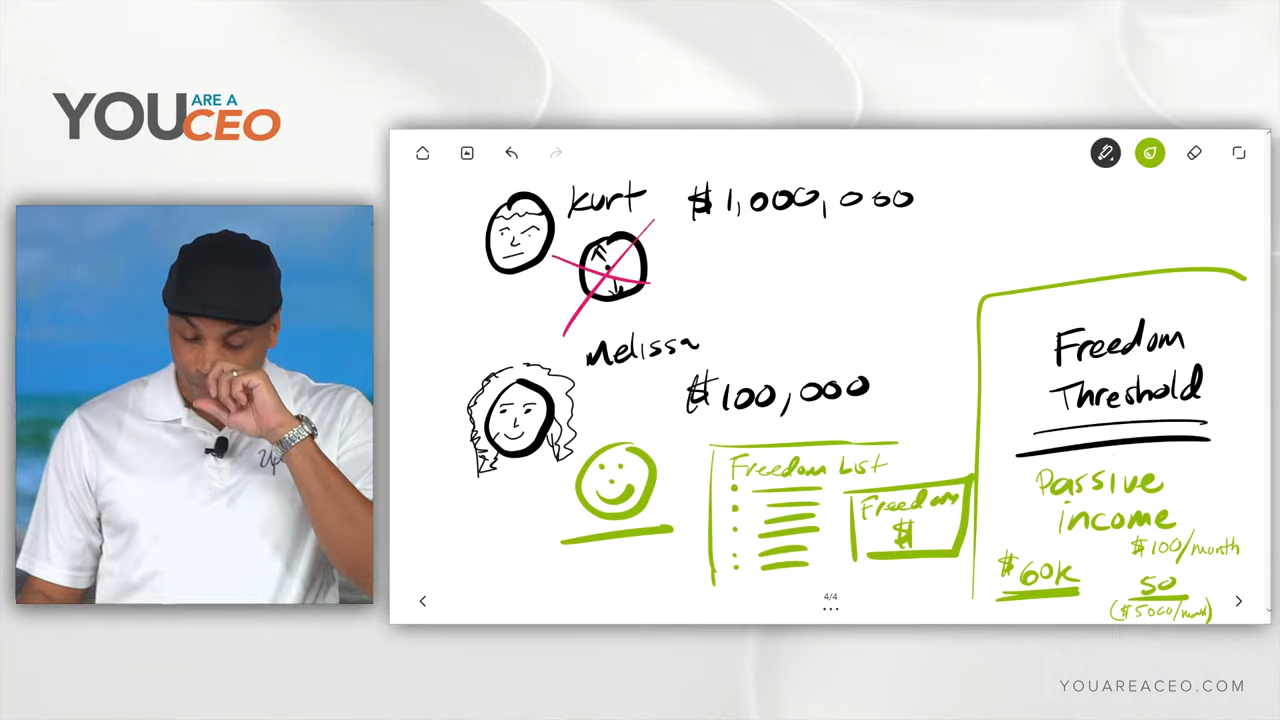 YOU ARE A CEO
Kurt $1,000,000
Melissa
$100,000
Freedom List
Freedom
$
Freedom
Threshold
Passive
income
$100/month
$60K
50
($5000/month)
4/4
YOUAREACEO.COM